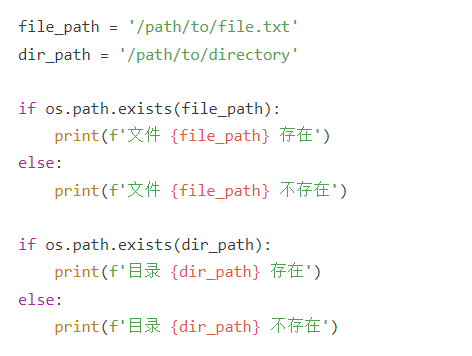 file_path = '/path/to/file.txt'
dir_path = '/path/to/directory'

if os.path.exists(file_path):
    print(f'文件 {file_path} 存在')
else:
    print(f'文件 {file_path} 不存在')

if os.path.exists(dir_path):
    print(f'目录 {dir_path} 存在')
else:
    print(f'目录 {dir_path} 不存在')